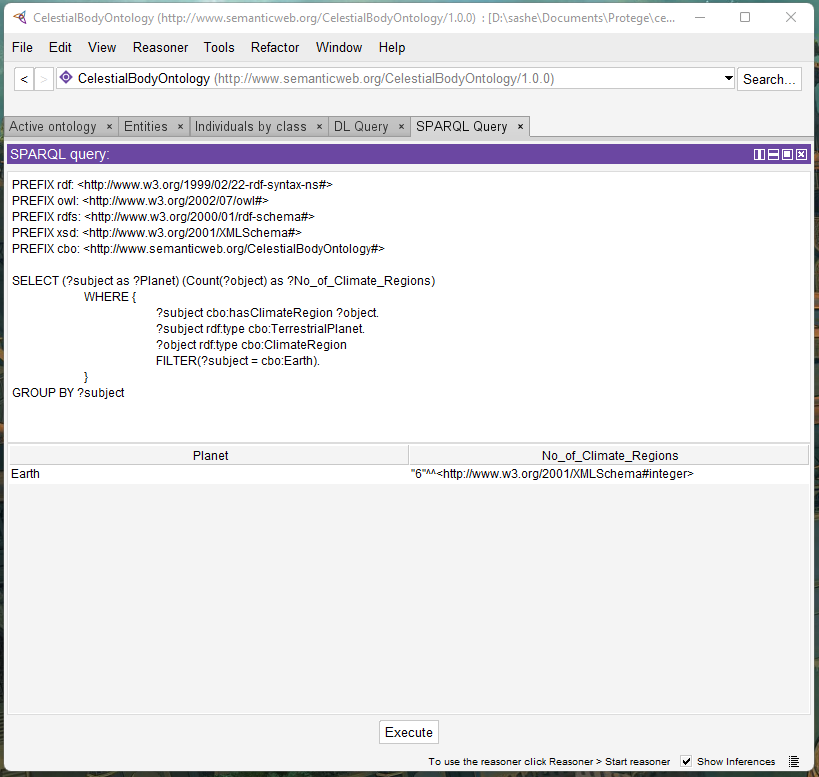 CelestialBodyOntology (http://www.semanticweb.org/CelestialBodyOntology/1.0.0) : [D:\sashe\Documents\Protege\ce...
File Edit View Reasoner Tools Refactor Window Help
< > CelestialBodyOntology (http://www.semanticweb.org/CelestialBodyOntology/1.0.0) Search...
Active ontology × Entities × Individuals by class × DL Query × SPARQL Query ×
SPARQL query:
PREFIX rdf: <http://www.w3.org/1999/02/22-rdf-syntax-ns#>
PREFIX owl: <http://www.w3.org/2002/07/owl#>
PREFIX rdfs: <http://www.w3.org/2000/01/rdf-schema#>
PREFIX xsd: <http://www.w3.org/2001/XMLSchema#>
PREFIX cbo: <http://www.semanticweb.org/CelestialBodyOntology#>
SELECT (?subject as ?Planet) (Count(?object) as ?No_of_Climate_Regions)
WHERE {
?subject cbo:hasClimateRegion ?object.
?subject rdf:type cbo:TerrestrialPlanet.
?object rdf:type cbo:ClimateRegion
FILTER(?subject = cbo:Earth).
}
GROUP BY ?subject
Planet No_of_Climate_Regions
Earth "6"^^<http://www.w3.org/2001/XMLSchema#integer>
Execute
To use the reasoner click Reasoner > Start reasoner Show Inferences